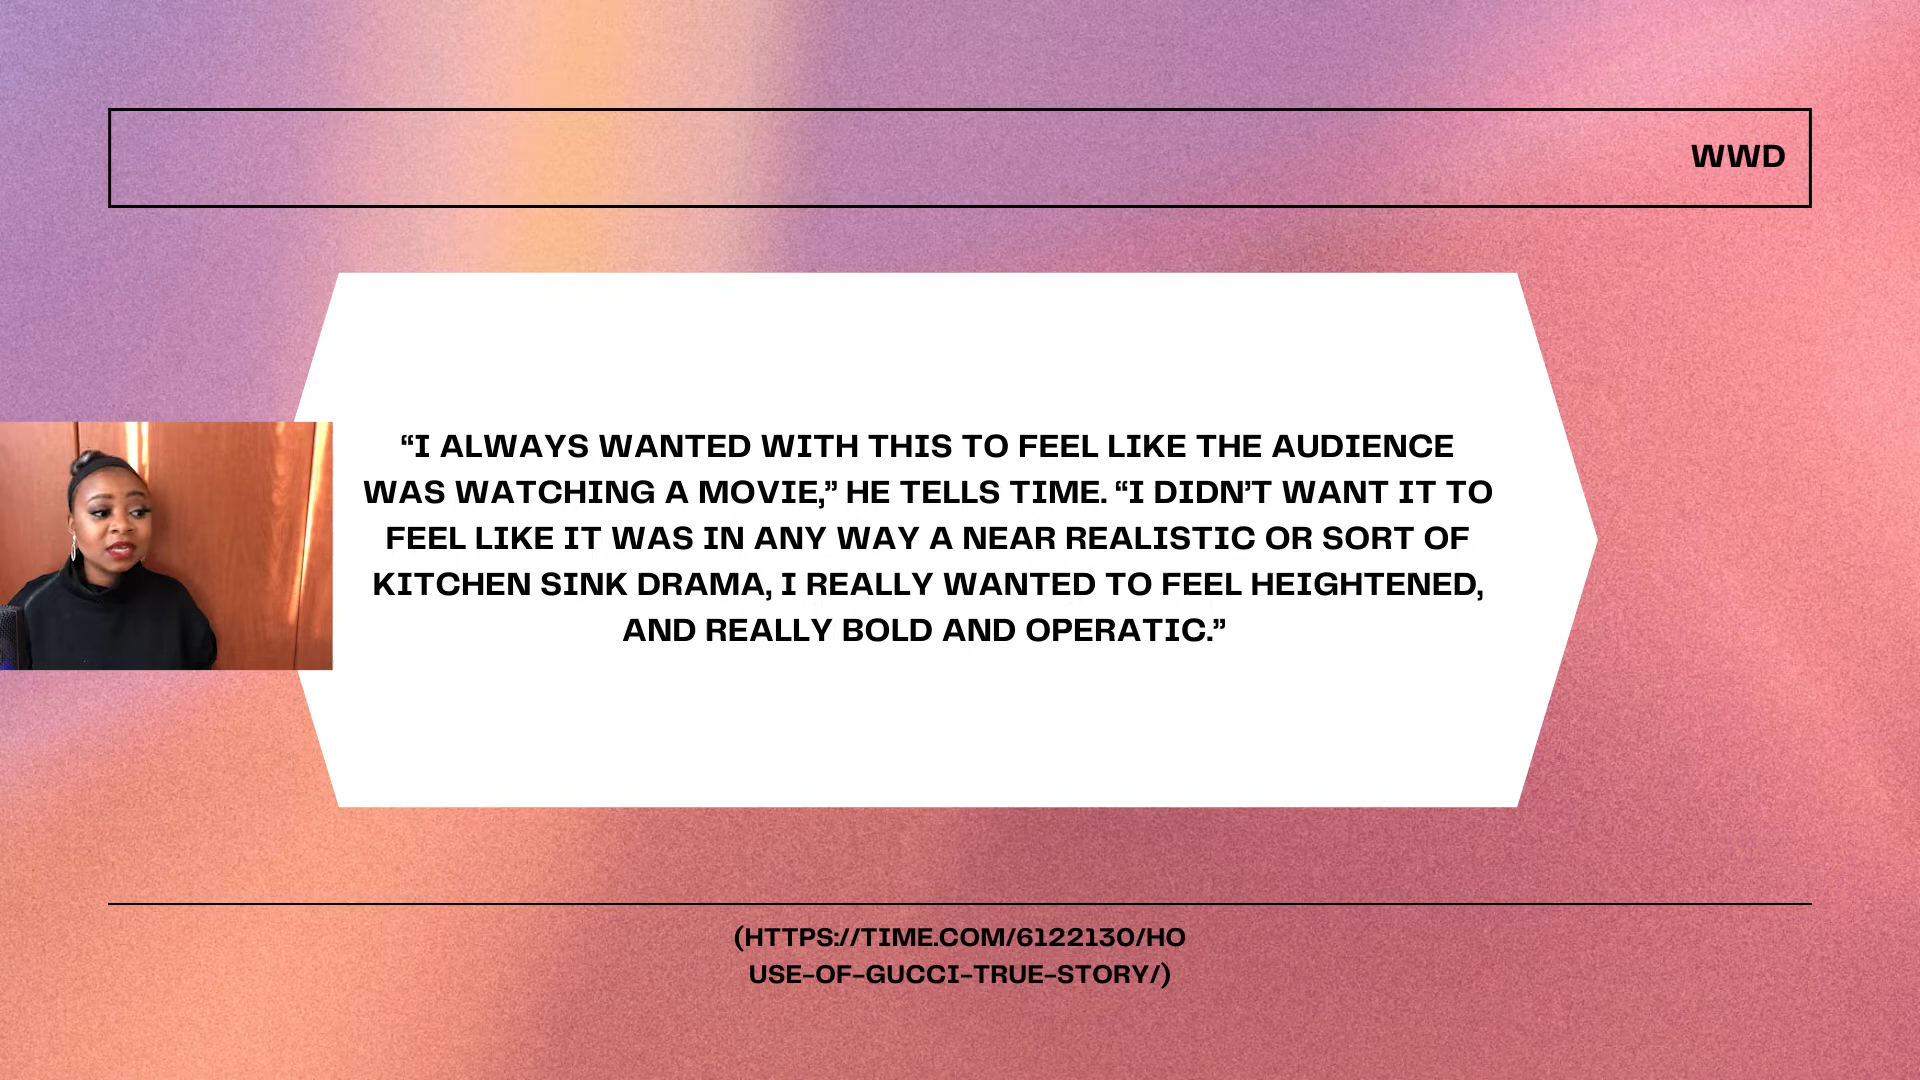 WWD
“I ALWAYS WANTED WITH THIS TO FEEL LIKE THE AUDIENCE
WAS WATCHING A MOVIE,” HE TELLS TIME. “I DIDN’T WANT IT TO
FEEL LIKE IT WAS IN ANY WAY A NEAR REALISTIC OR SORT OF
KITCHEN SINK DRAMA, I REALLY WANTED TO FEEL HEIGHTENED,
AND REALLY BOLD AND OPERATIC.”
(HTTPS://TIME.COM/6122130/HO
USE-OF-GUCCI-TRUE-STORY/)